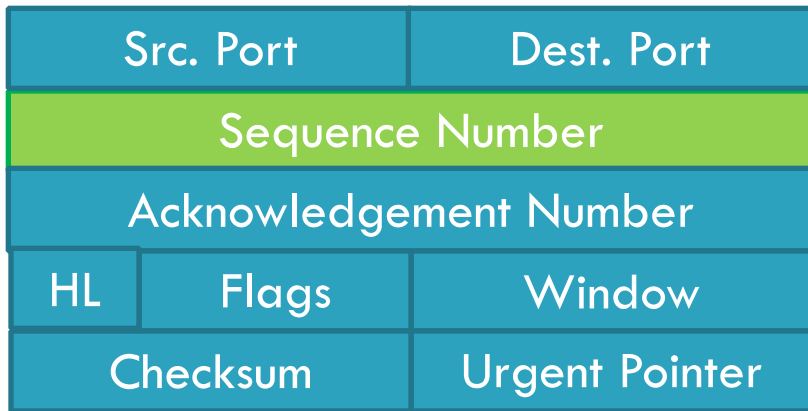 Src. Port Dest. Port
Sequence Number
Acknowledgement Number
HL Flags Window
Checksum Urgent Pointer